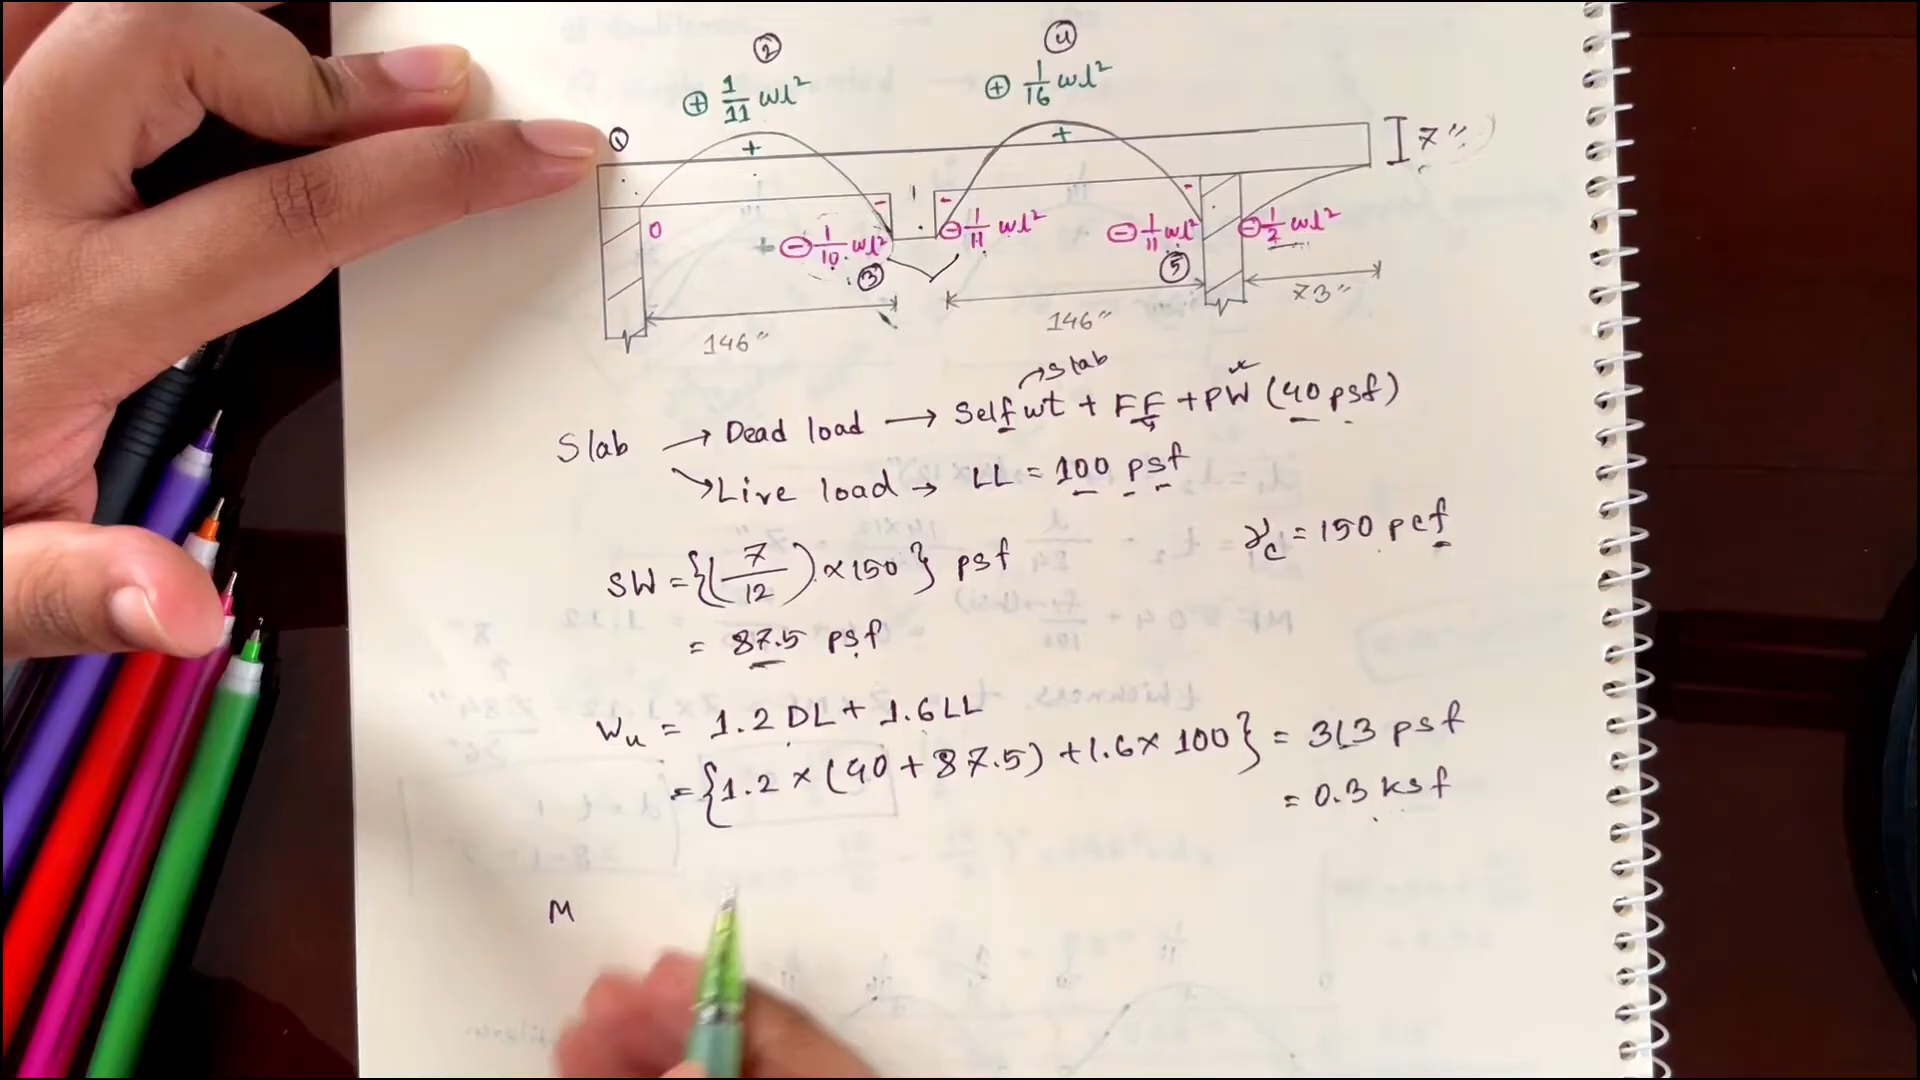 ② ④
⊕ 1/11 wl² ⊕ 1/16 wl²
① + + 7"
0 - - -
⊖ 1/10 wl² ⊖ 1/11 wl² ⊖ 1/11 wl² ⊖ 1/2 wl²
③ ⑤
146" 146" 73"
→ slab
Slab → Dead load → Self wt + FF + PW (40 psf)
→ Live load → LL = 100 psf
γc = 150 pcf
SW = {(7/12) × 150} psf
= 87.5 psf
Wu = 1.2 DL + 1.6 LL
= {1.2 × (40 + 87.5) + 1.6 × 100} = 313 psf
= 0.3 ksf
M